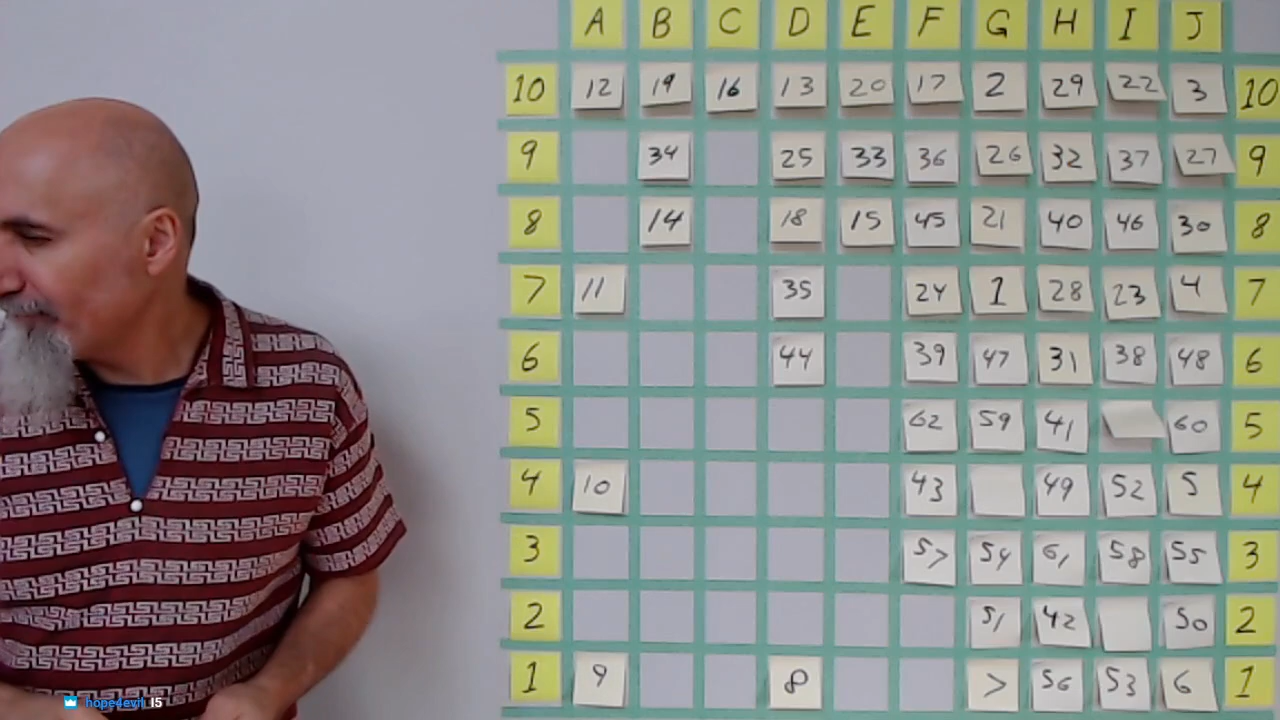 A B C D E F G H I J
10 12 19 16 13 20 17 2 29 22 3 10
9 34 25 33 36 26 32 37 27 9
8 14 18 15 45 21 40 46 30 8
7 11 35 24 1 28 23 4 7
6 44 39 47 31 38 48 6
5 62 59 41 60 5
4 10 43 49 52 5 4
3 57 54 61 58 55 3
2 51 42 50 2
1 9 8 7 56 53 6 1
hope4evil I5